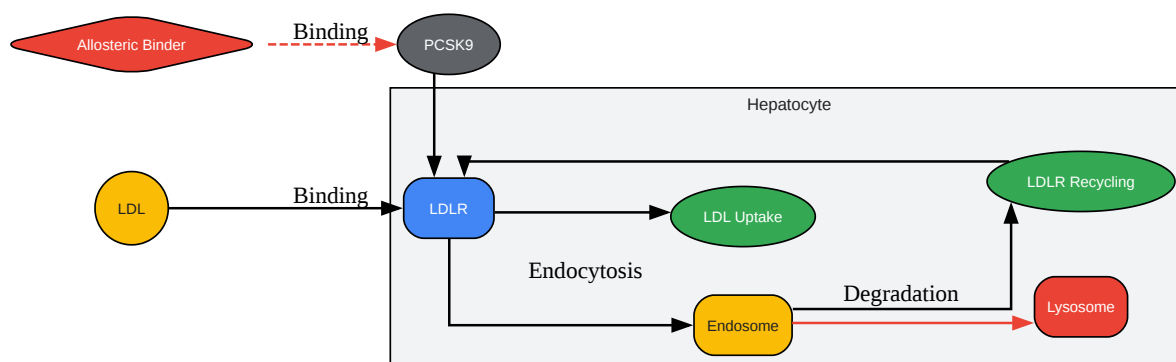 Binding
Allosteric Binder
PCSK9
Hepatocyte
LDLR Recycling
Binding
LDL
LDLR
LDL Uptake
Endocytosis
Degradation
Lysosome
Endosome